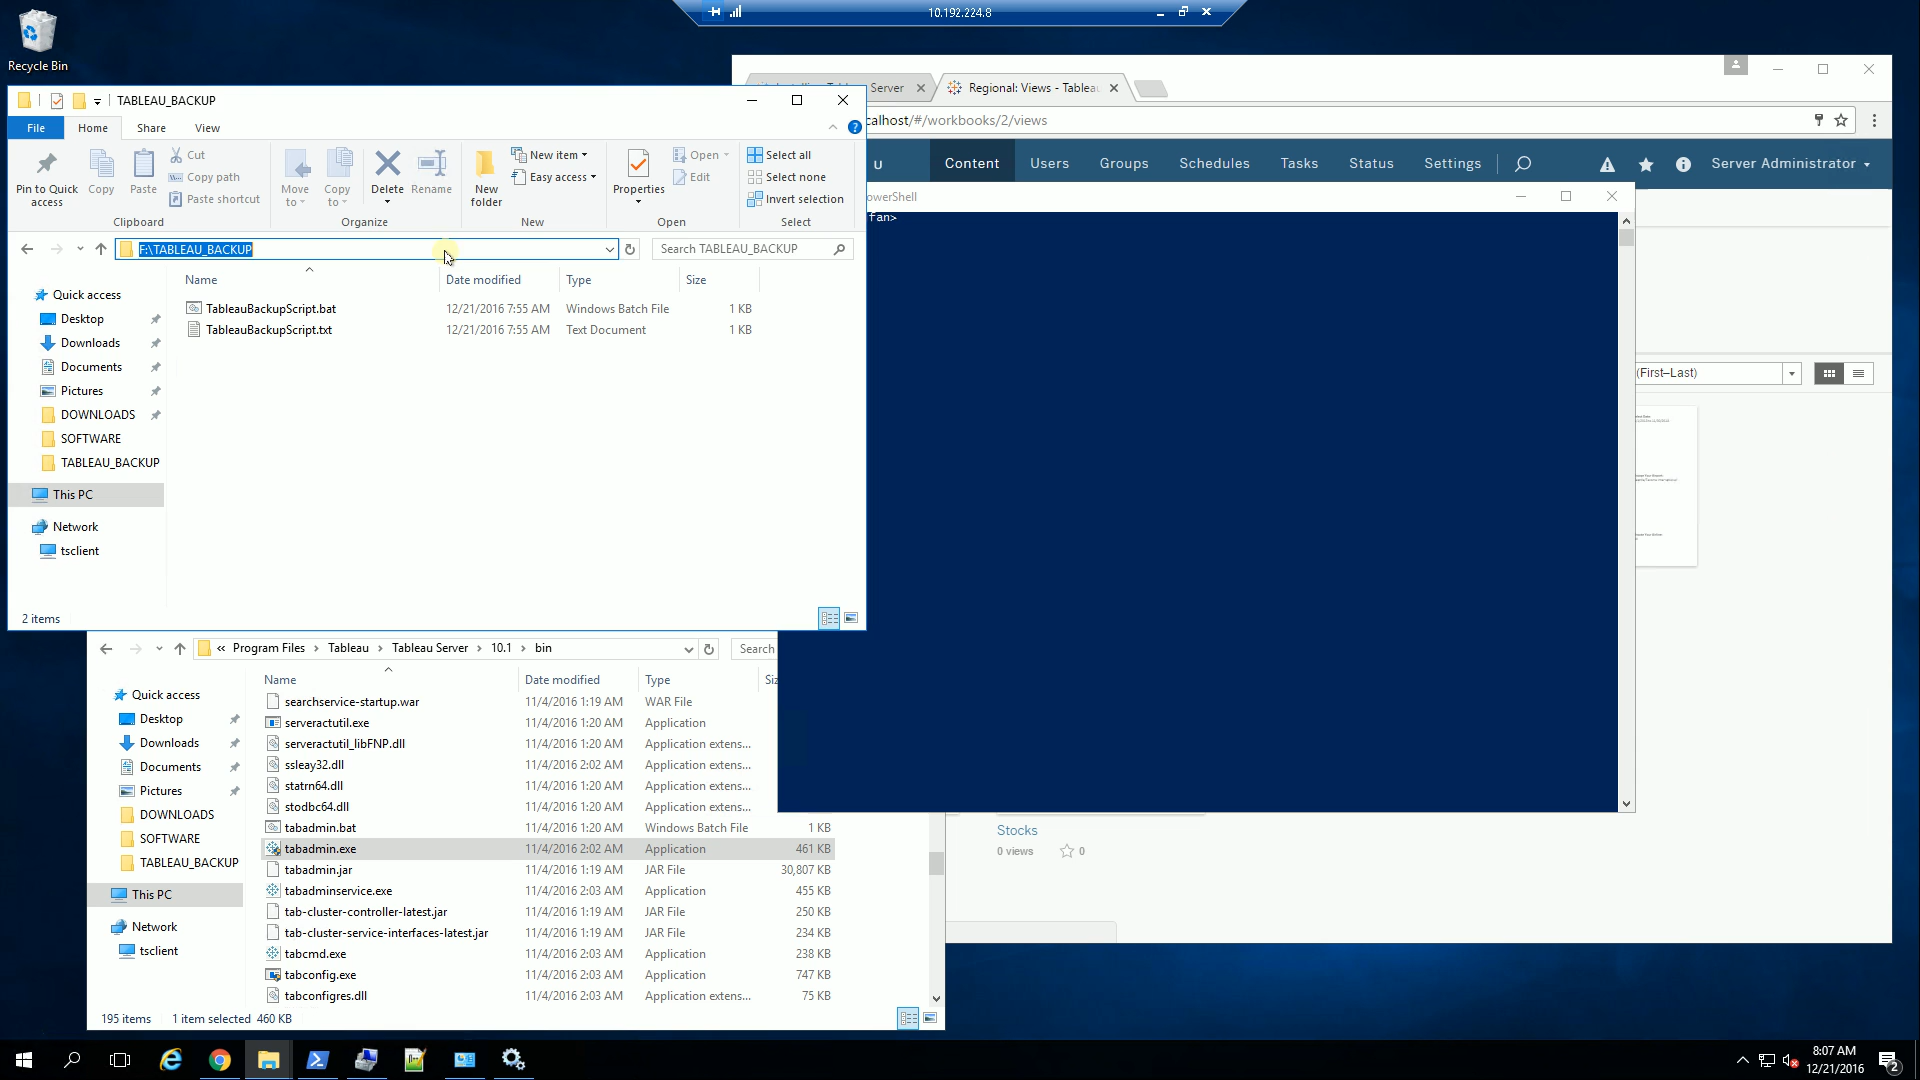 10.192.224.8
Recycle Bin
TABLEAU_BACKUP
File
Home
Share
View
Pin to Quick access
Copy
Paste
Cut
Copy path
Paste shortcut
Clipboard
Move to
Copy to
Delete
Rename
Organize
New folder
New item
Easy access
New
Properties
Open
Edit
Open
Select all
Select none
Invert selection
Select
F:\TABLEAU_BACKUP
Search TABLEAU_BACKUP
Name
Date modified
Type
Size
TableauBackupScript.bat 12/21/2016 7:55 AM Windows Batch File 1 KB
TableauBackupScript.txt 12/21/2016 7:55 AM Text Document 1 KB
Quick access
Desktop
Downloads
Documents
Pictures
DOWNLOADS
SOFTWARE
TABLEAU_BACKUP
This PC
Network
tsclient
2 items
Server
Regional: Views - Tableau
calhost/#/workbooks/2/views
U
Content
Users
Groups
Schedules
Tasks
Status
Settings
Server Administrator
owerShell
fan>
(First–Last)
Stocks
0 views
0
« Program Files > Tableau > Tableau Server > 10.1 > bin
Search
Name
Date modified
Type
Siz
searchservice-startup.war 11/4/2016 1:19 AM WAR File
serveractutil.exe 11/4/2016 1:20 AM Application
serveractutil_libFNP.dll 11/4/2016 1:20 AM Application extens...
ssleay32.dll 11/4/2016 2:02 AM Application extens...
statrn64.dll 11/4/2016 1:20 AM Application extens...
stodbc64.dll 11/4/2016 1:20 AM Application extens...
tabadmin.bat 11/4/2016 1:20 AM Windows Batch File 1 KB
tabadmin.exe 11/4/2016 2:02 AM Application 461 KB
tabadmin.jar 11/4/2016 1:19 AM JAR File 30,807 KB
tabadminservice.exe 11/4/2016 2:03 AM Application 455 KB
tab-cluster-controller-latest.jar 11/4/2016 1:19 AM JAR File 250 KB
tab-cluster-service-interfaces-latest.jar 11/4/2016 1:19 AM JAR File 234 KB
tabcmd.exe 11/4/2016 2:03 AM Application 238 KB
tabconfig.exe 11/4/2016 2:03 AM Application 747 KB
tabconfigres.dll 11/4/2016 2:03 AM Application extens... 75 KB
Quick access
Desktop
Downloads
Documents
Pictures
DOWNLOADS
SOFTWARE
TABLEAU_BACKUP
This PC
Network
tsclient
195 items 1 item selected 460 KB
8:07 AM
12/21/2016
2